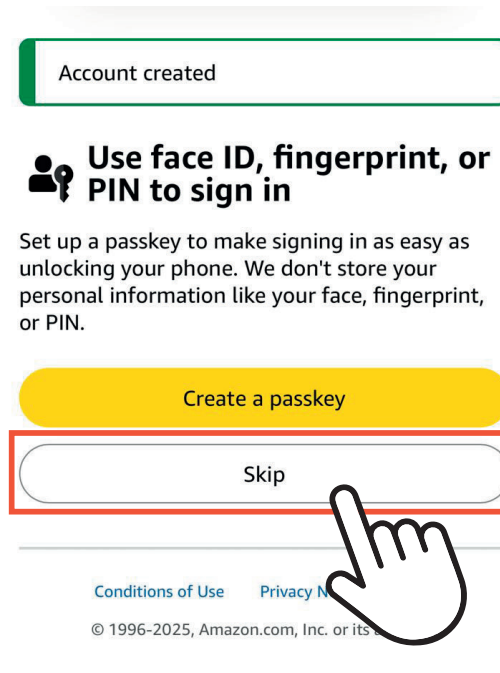 Account created
Use face ID, fingerprint, or
PIN to sign in
Set up a passkey to make signing in as easy as
unlocking your phone. We don't store your
personal information like your face, fingerprint,
or PIN.
Create a passkey
Skip
Conditions of Use Privacy
© 1996-2025, Amazon.com, Inc. or its